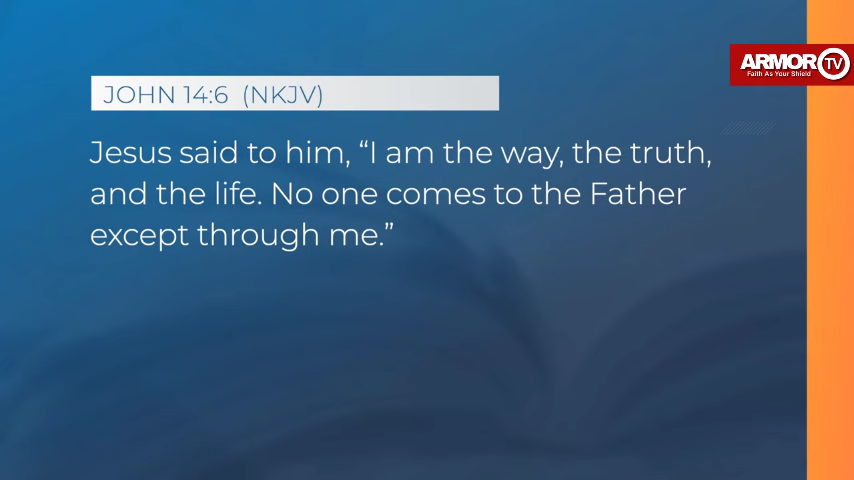 ARMOR TV
Faith As Your Shield
JOHN 14:6 (NKJV)
Jesus said to him, “I am the way, the truth,
and the life. No one comes to the Father
except through me.”